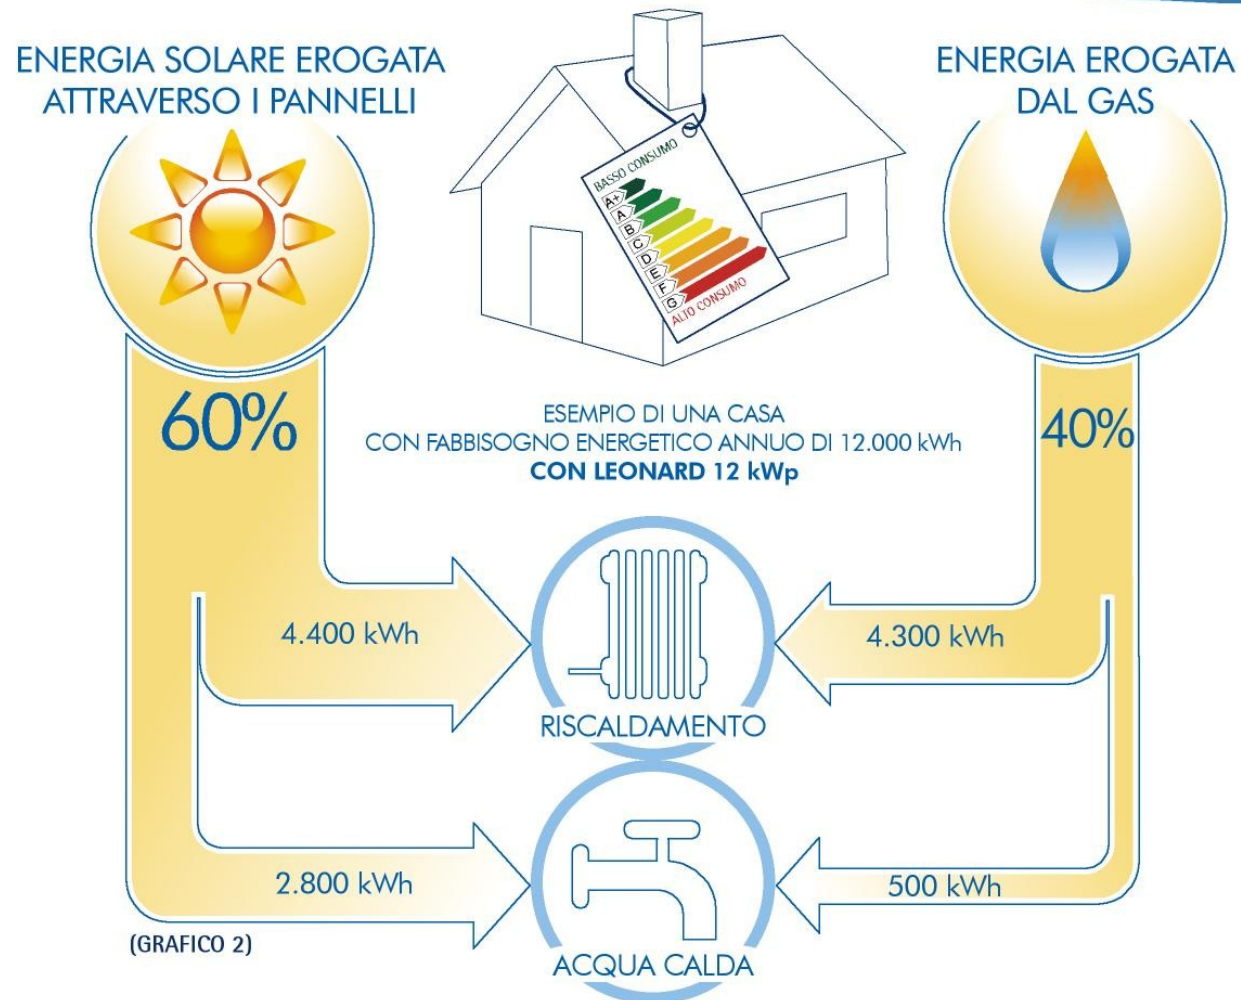 ENERGIA SOLARE EROGATA
ATTRAVERSO I PANNELLI
ENERGIA EROGATA
DAL GAS
BASSO CONSUMO
A+
A
B
C
D
E
F
G
ALTO CONSUMO
60%
40%
ESEMPIO DI UNA CASA
CON FABBISOGNO ENERGETICO ANNUO DI 12.000 kWh
CON LEONARD 12 kWp
4.400 kWh
4.300 kWh
RISCALDAMENTO
2.800 kWh
500 kWh
(GRAFICO 2)
ACQUA CALDA